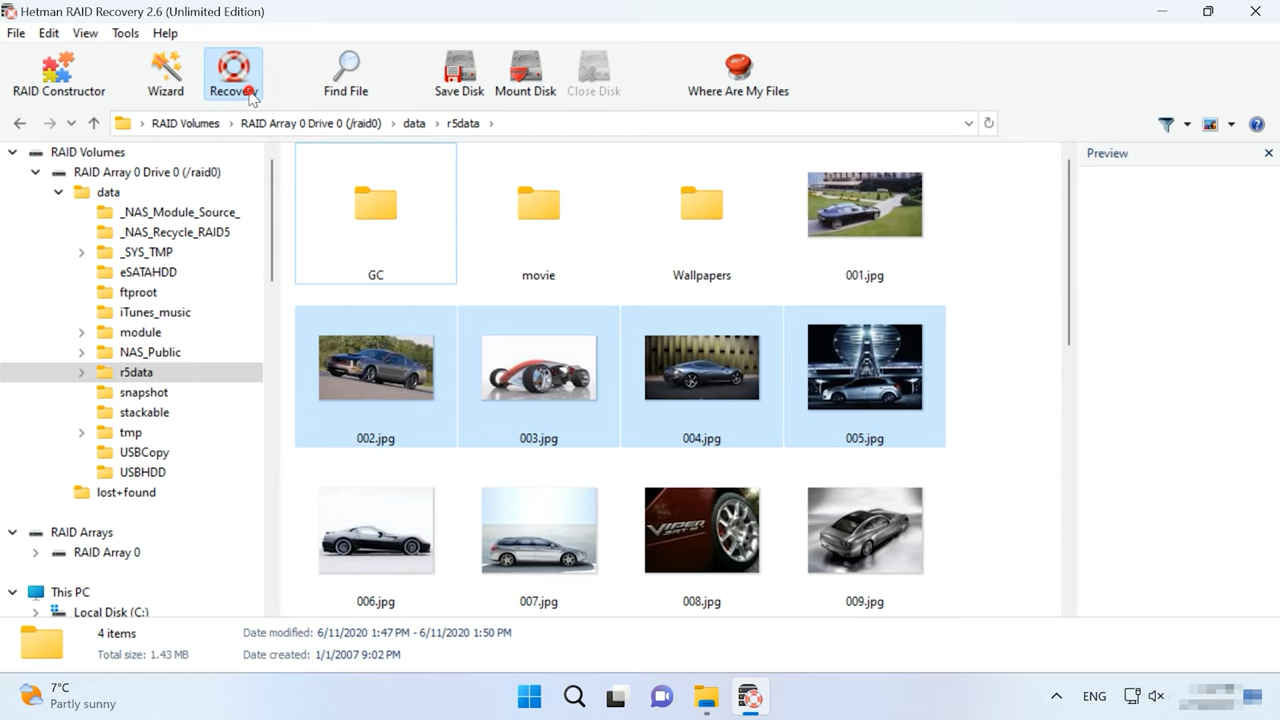 Hetman RAID Recovery 2.6 (Unlimited Edition)
File Edit View Tools Help
RAID Constructor Wizard Recovery Find File Save Disk Mount Disk Close Disk Where Are My Files
RAID Volumes > RAID Array 0 Drive 0 (/raid0) > data > r5data >
Preview
RAID Volumes
RAID Array 0 Drive 0 (/raid0)
data
_NAS_Module_Source_
_NAS_Recycle_RAID5
_SYS_TMP
eSATAHDD
ftproot
iTunes_music
module
NAS_Public
r5data
snapshot
stackable
tmp
USBCopy
USBHDD
lost+found
RAID Arrays
RAID Array 0
This PC
Local Disk (C:)
GC movie Wallpapers 001.jpg
002.jpg 003.jpg 004.jpg 005.jpg
VIPER
SRT 10
006.jpg 007.jpg 008.jpg 009.jpg
4 items Date modified: 6/11/2020 1:47 PM - 6/11/2020 1:50 PM
Total size: 1.43 MB Date created: 1/1/2007 9:02 PM
7°C
Partly sunny
ENG